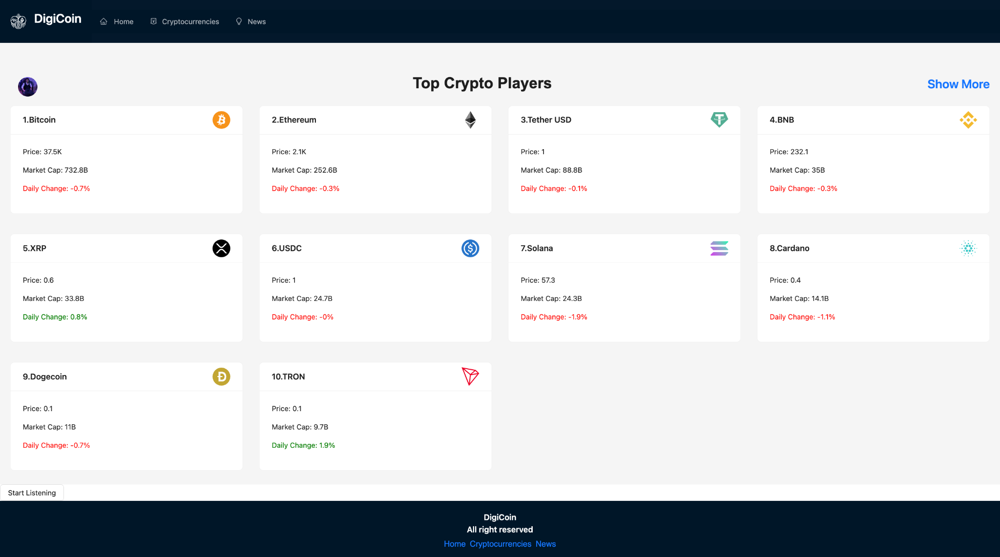 DigiCoin
Home
Cryptocurrencies
News
Top Crypto Players
Show More
1.Bitcoin
Price: 37.5K
Market Cap: 732.8B
Daily Change: -0.7%
2.Ethereum
Price: 2.1K
Market Cap: 252.6B
Daily Change: -0.3%
3.Tether USD
Price: 1
Market Cap: 88.8B
Daily Change: -0.1%
4.BNB
Price: 232.1
Market Cap: 35B
Daily Change: -0.3%
5.XRP
Price: 0.6
Market Cap: 33.8B
Daily Change: 0.8%
6.USDC
Price: 1
Market Cap: 24.7B
Daily Change: -0%
7.Solana
Price: 57.3
Market Cap: 24.3B
Daily Change: -1.9%
8.Cardano
Price: 0.4
Market Cap: 14.1B
Daily Change: -1.1%
9.Dogecoin
Price: 0.1
Market Cap: 11B
Daily Change: -0.7%
10.TRON
Price: 0.1
Market Cap: 9.7B
Daily Change: 1.9%
Start Listening
DigiCoin
All right reserved
Home Cryptocurrencies News